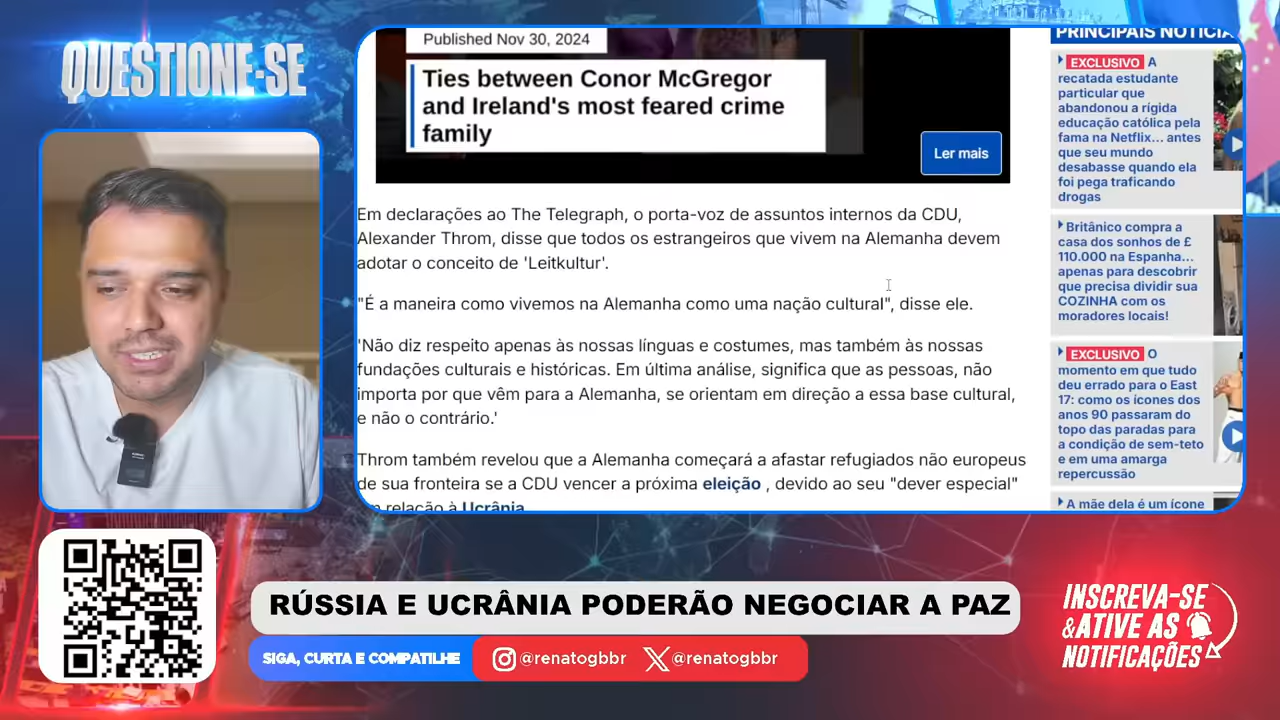 QUESTIONE-SE
Published Nov 30, 2024
Ties between Conor McGregor
and Ireland's most feared crime
family
Ler mais
Em declarações ao The Telegraph, o porta-voz de assuntos internos da CDU,
Alexander Throm, disse que todos os estrangeiros que vivem na Alemanha devem
adotar o conceito de 'Leitkultur'.
"É a maneira como vivemos na Alemanha como uma nação cultural", disse ele.
'Não diz respeito apenas às nossas línguas e costumes, mas também às nossas
fundações culturais e históricas. Em última análise, significa que as pessoas, não
importa por que vêm para a Alemanha, se orientam em direção a essa base cultural,
e não o contrário.'
Throm também revelou que a Alemanha começará a afastar refugiados não europeus
de sua fronteira se a CDU vencer a próxima eleição , devido ao seu "dever especial"
em relação à Ucrânia
PRINCIPAIS NOTÍCIA
EXCLUSIVO A
recatada estudante
particular que
abandonou a rígida
educação católica pela
fama na Netflix... antes
que seu mundo
desabasse quando ela
foi pega traficando
drogas
Britânico compra a
casa dos sonhos de £
110.000 na Espanha...
apenas para descobrir
que precisa dividir sua
COZINHA com os
moradores locais!
EXCLUSIVO O
momento em que tudo
deu errado para o East
17: como os ícones dos
anos 90 passaram do
topo das paradas para
a condição de sem-teto
e em uma amarga
repercussão
A mãe dela é um ícone
RÚSSIA E UCRÂNIA PODERÃO NEGOCIAR A PAZ
SIGA, CURTA E COMPATILHE
@renatogbbr
@renatogbbr
INSCREVA-SE
&ATIVE AS
NOTIFICAÇÕES